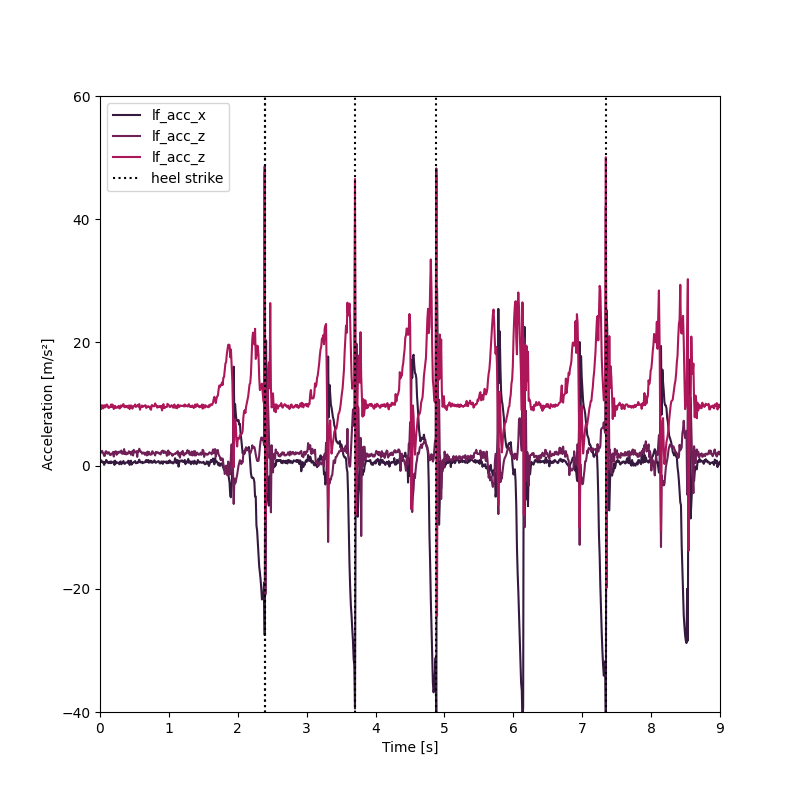 60
40
20
0
−20
−40
Acceleration [m/s²]
lf_acc_x
lf_acc_z
lf_acc_z
heel strike
0 1 2 3 4 5 6 7 8 9
Time [s]